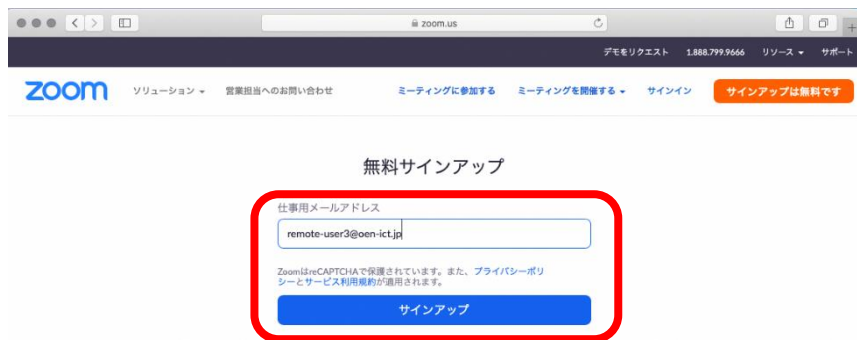 zoom.us
デモをリクエスト 1.888.799.9666 リソース サポート
zoom ソリューション 営業担当へのお問い合わせ ミーティングに参加する ミーティングを開催する サインイン サインアップは無料です
無料サインアップ
仕事用メールアドレス
remote-user3@oen-ict.jp
ZoomはreCAPTCHAで保護されています。また、プライバシーポリ
シーとサービス利用規約が適用されます。
サインアップ